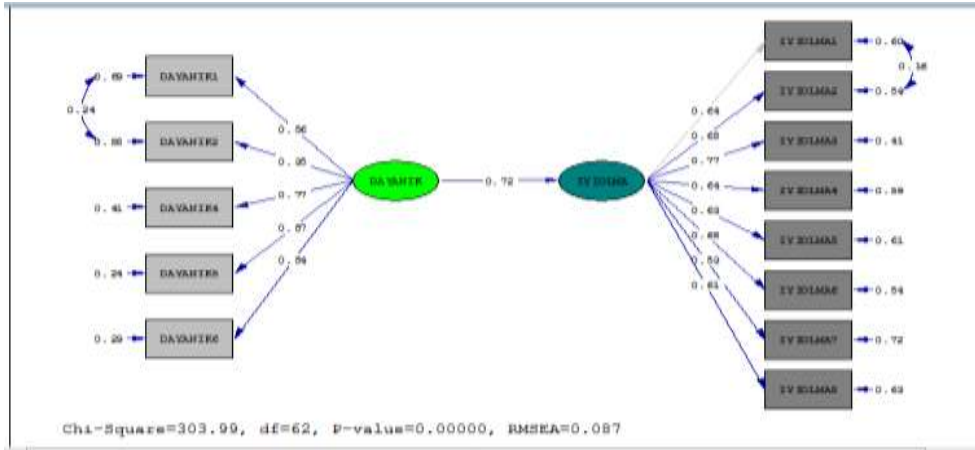 DAYANIK1
DAYANIK2
DAYANIK4
DAYANIK5
DAYANIK6
0.69
0.88
0.41
0.24
0.29
0.24
0.56
0.35
0.77
0.87
0.84
DAYANIK
0.72
IYIOLMA
0.64
0.68
0.77
0.64
0.63
0.68
0.53
0.61
IYIOLMA1
IYIOLMA2
IYIOLMA3
IYIOLMA4
IYIOLMA5
IYIOLMA6
IYIOLMA7
IYIOLMA8
0.60
0.54
0.41
0.59
0.61
0.54
0.72
0.63
Chi-Square=303.99, df=62, P-value=0.00000, RMSEA=0.087